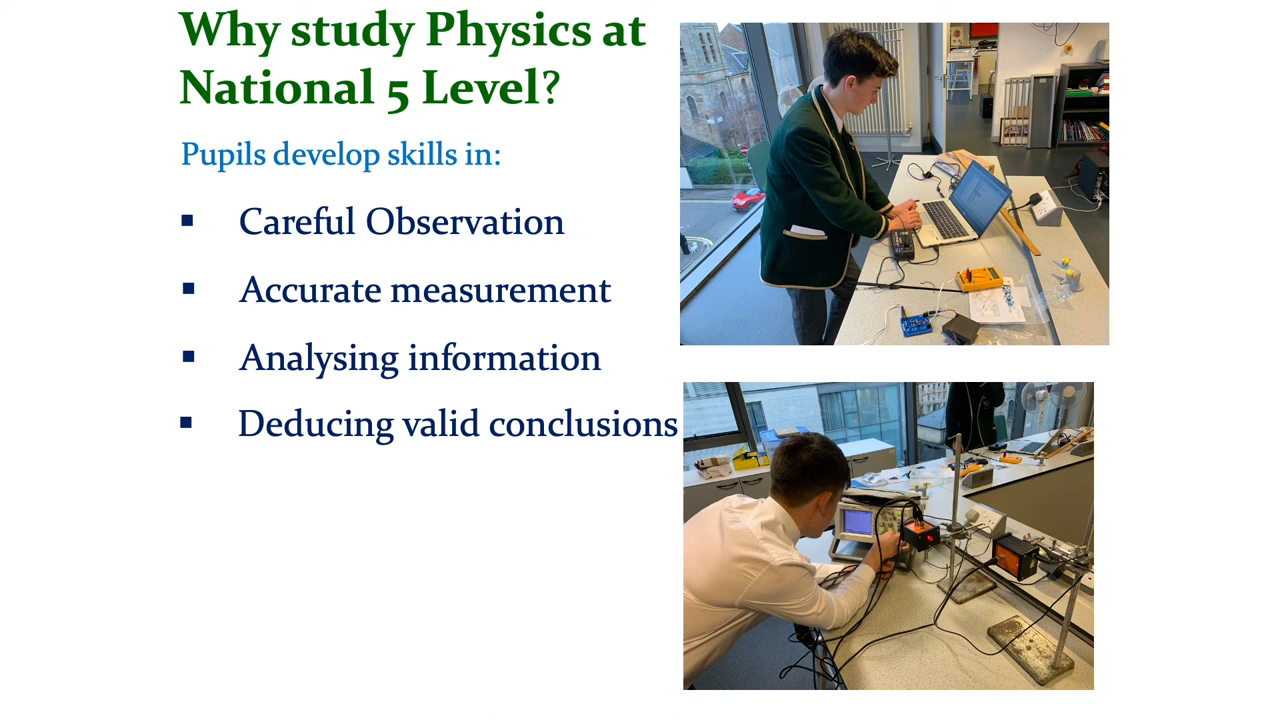 Why study Physics at
National 5 Level?
Pupils develop skills in:
▪ Careful Observation
▪ Accurate measurement
▪ Analysing information
▪ Deducing valid conclusions